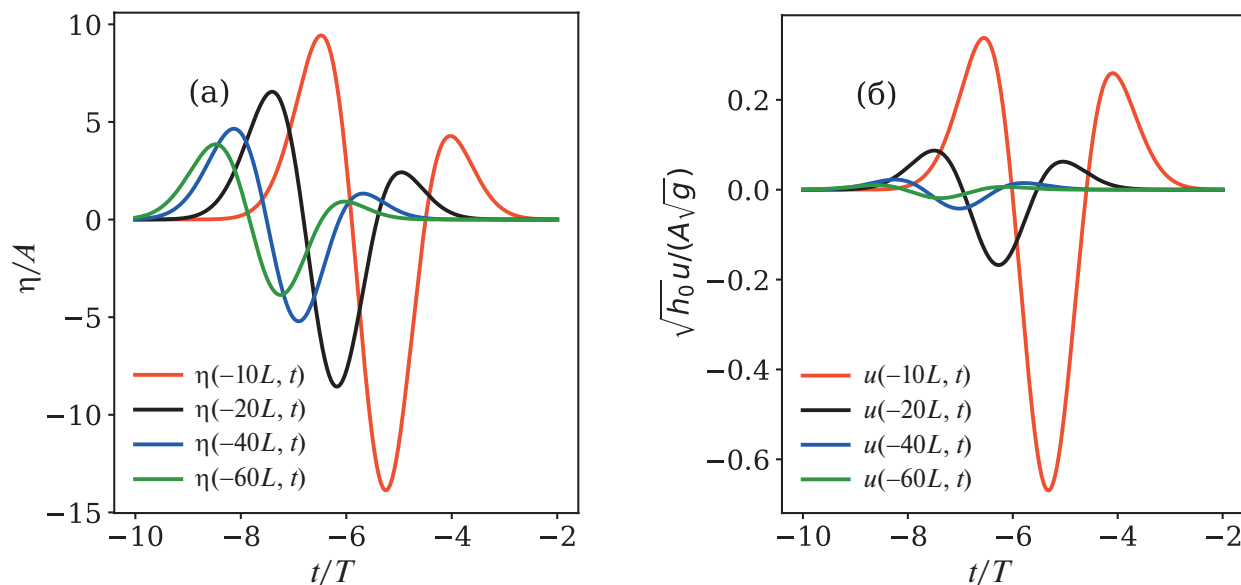 10
5
0
−5
−10
−15
(а)
η/A
η(–10L, t)
η(–20L, t)
η(–40L, t)
η(–60L, t)
−10 −8 −6 −4 −2
t/T
0.2
0.0
−0.2
−0.4
−0.6
(б)
√h₀u/(A√g)
u(–10L, t)
u(–20L, t)
u(–40L, t)
u(–60L, t)
−10 −8 −6 −4 −2
t/T